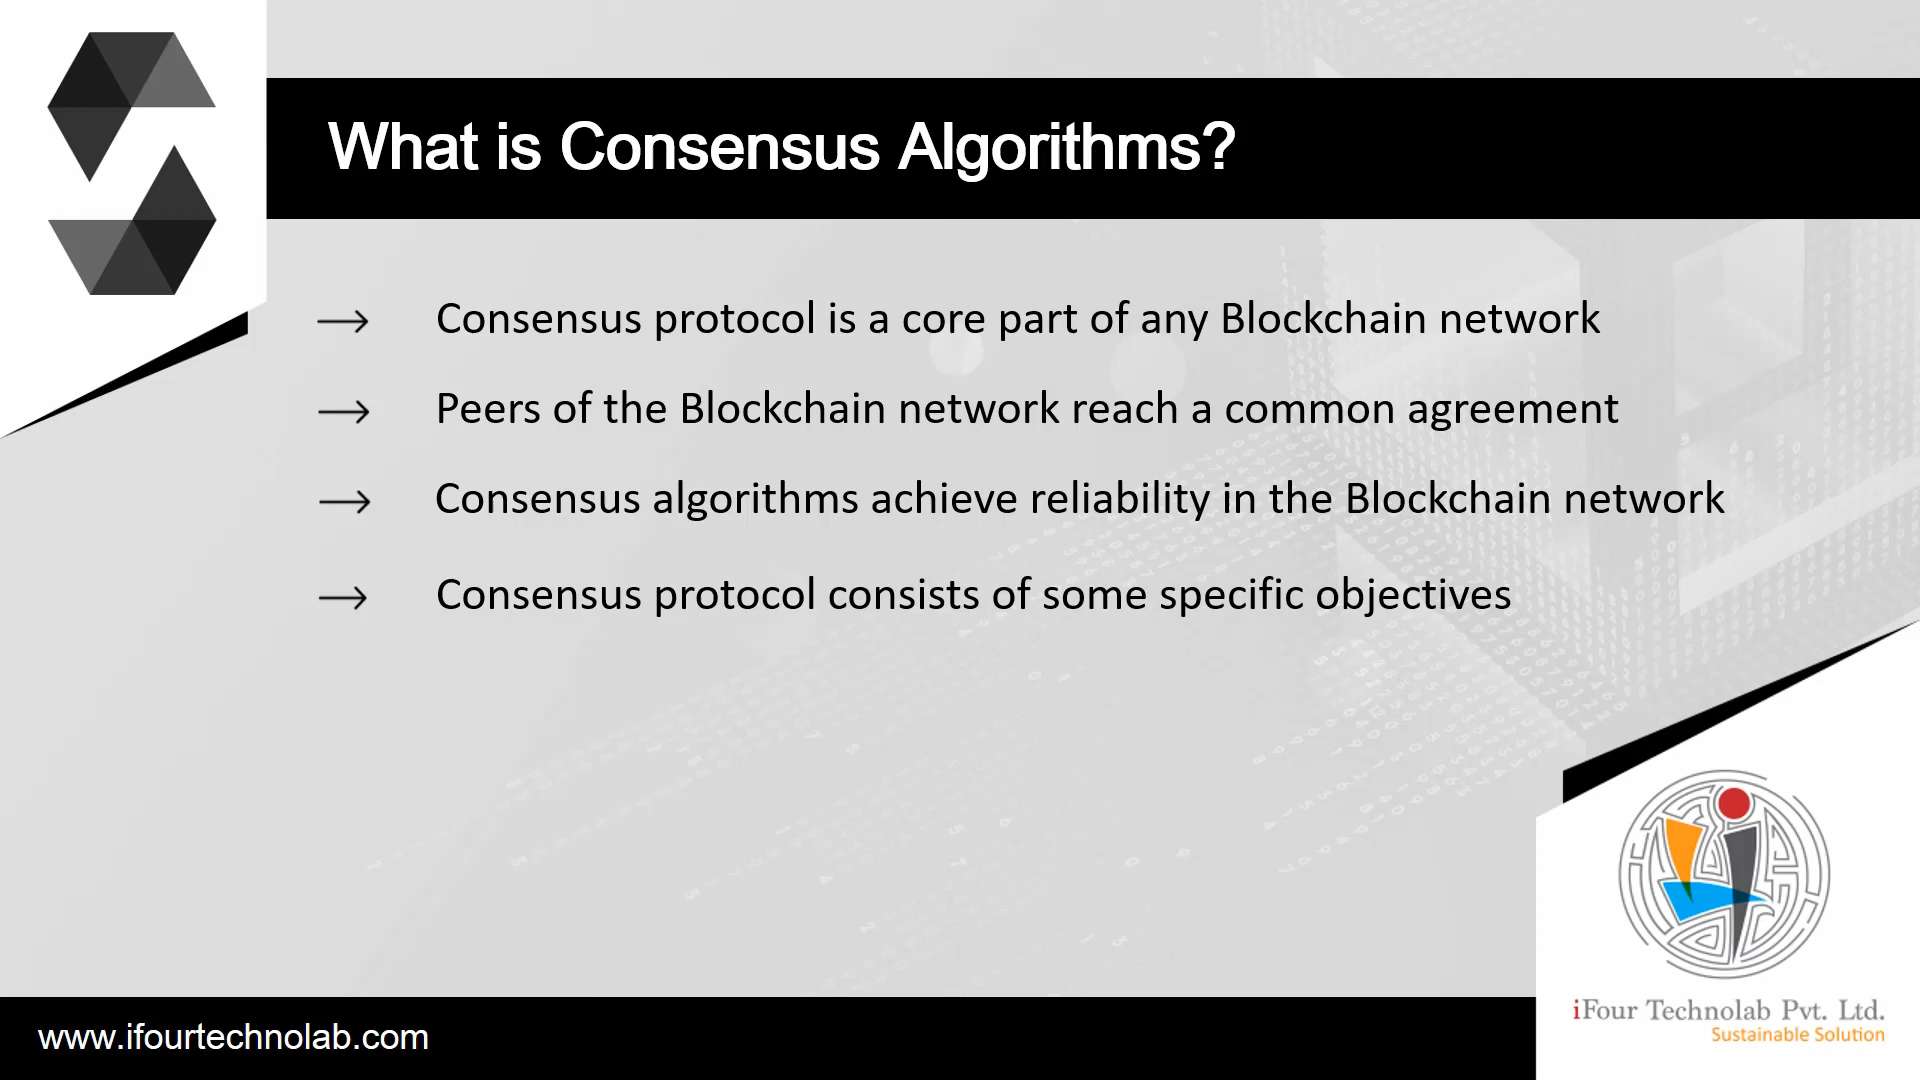 What is Consensus Algorithms?
Consensus protocol is a core part of any Blockchain network
Peers of the Blockchain network reach a common agreement
Consensus algorithms achieve reliability in the Blockchain network
Consensus protocol consists of some specific objectives
www.ifourtechnolab.com
iFour Technolab Pvt. Ltd.
Sustainable Solution